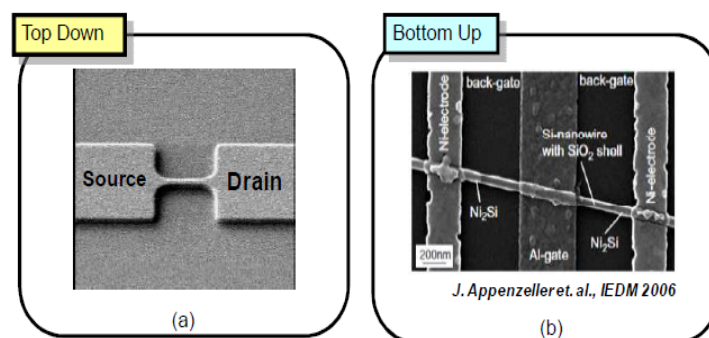 Top Down
Source
Drain
(a)
Bottom Up
back-gate
back-gate
Ni-electrode
Si-nanowire
with SiO2 shell
Ni-electrode
Ni2Si
Ni2Si
Al-gate
200nm
J. Appenzeller et. al., IEDM 2006
(b)